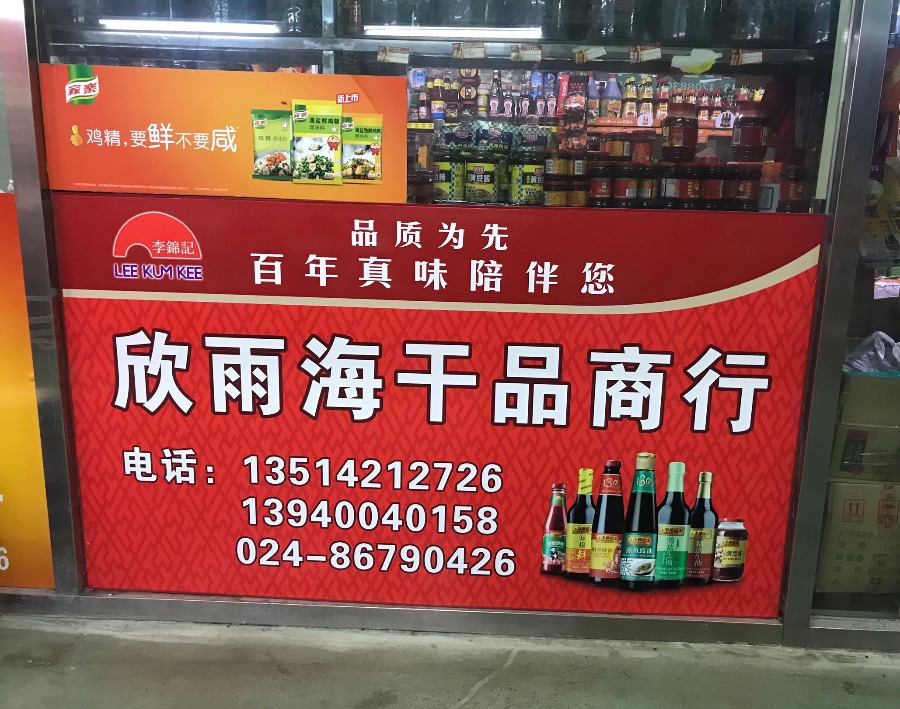 家樂
新上市
鸡精,要鲜不要咸
李錦記
LEE KUM KEE
品质为先
百年真味陪伴您
欣雨海干品商行
电话：13514212726
13940040158
024-86790426